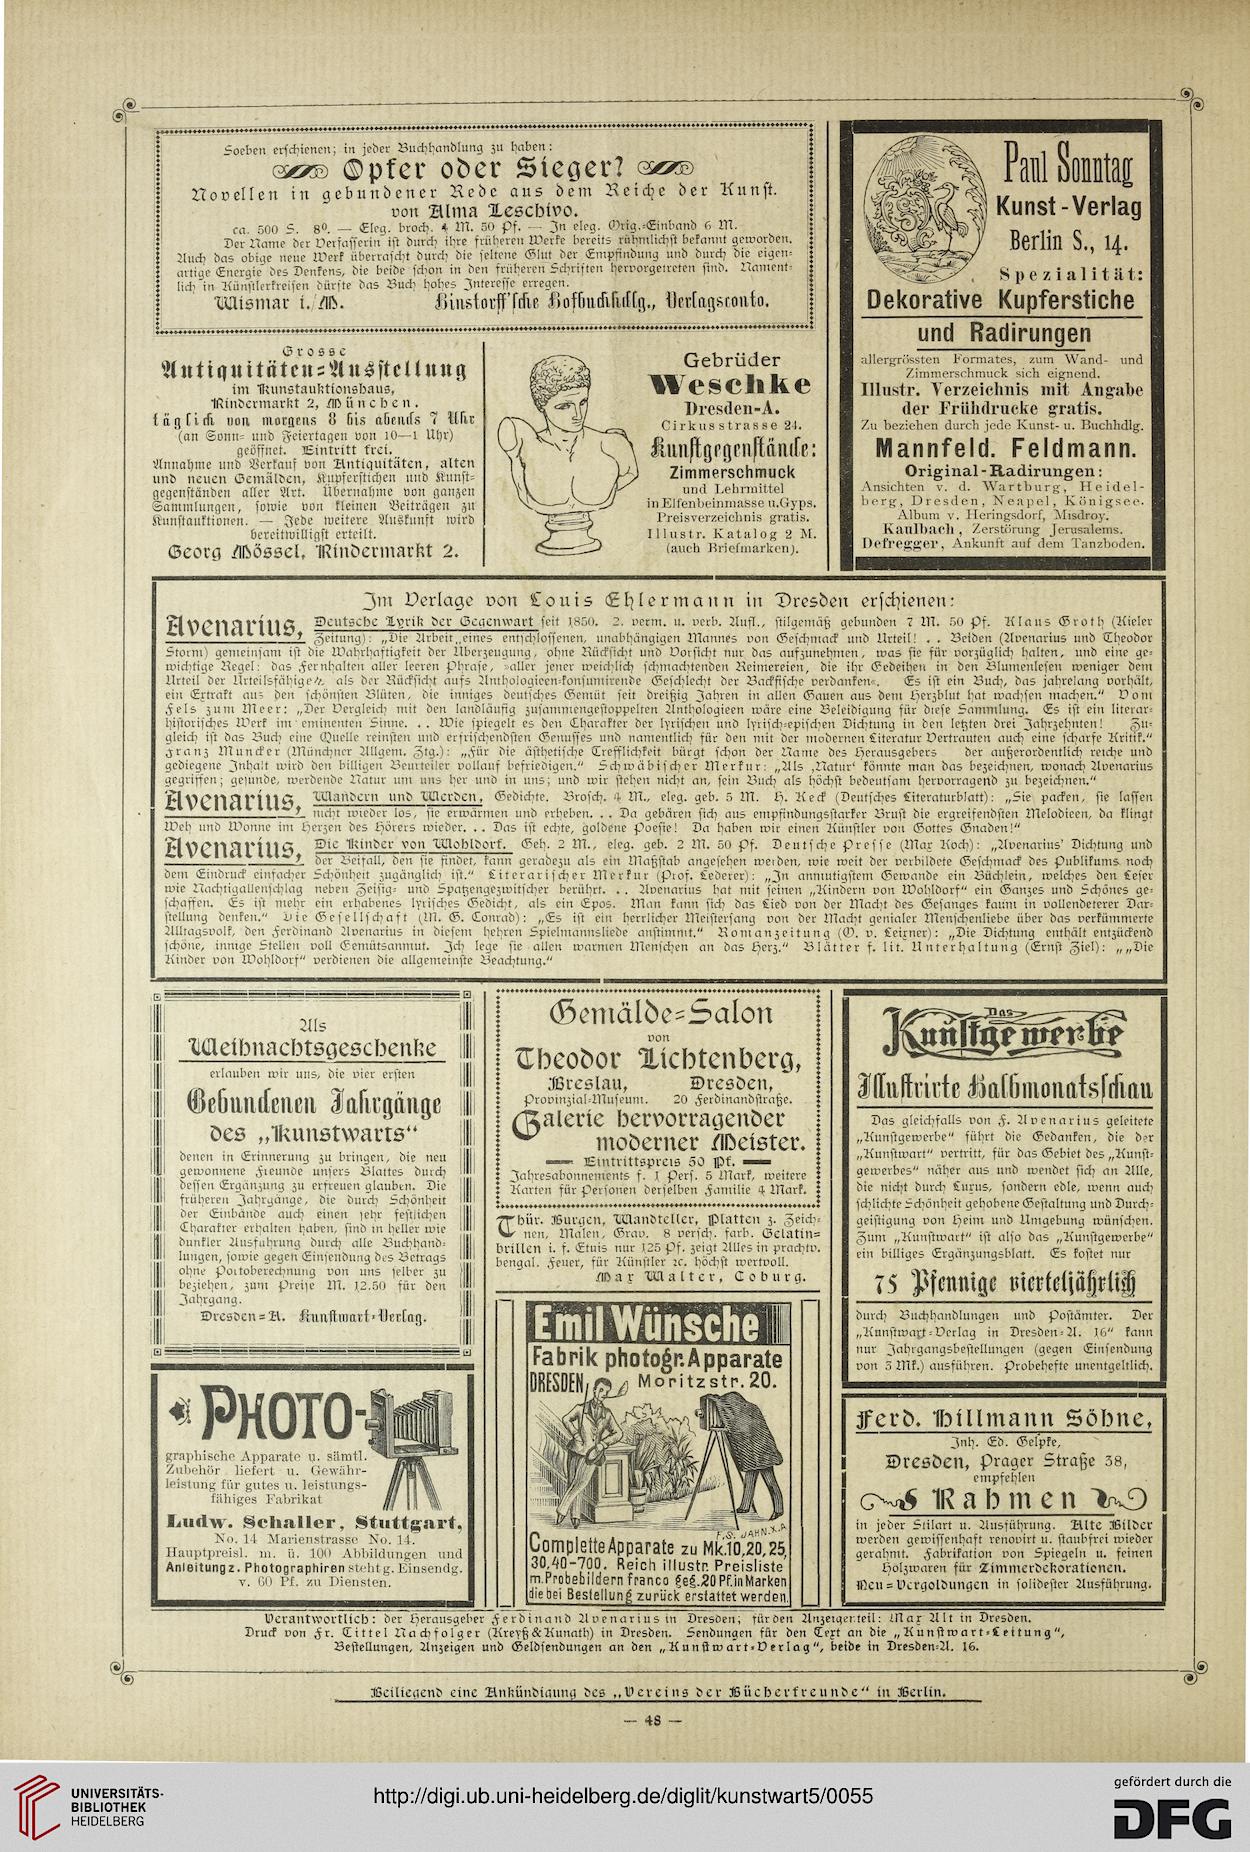 Soeben erschienen; in jeder Buchhandlung zu haben:
Opfer oder Sieger?
Novellen in gebundener Rede aus dem Reiche der Kunst.
von Alma Leschivo.
ca. 500 S. 8⁰. — Eleg. broch. 4 M. 50 Pf. — In eleg. Orig.=Einband 6 M.
Der Name der Verfasserin ist durch ihre früheren Werke bereits rühmlichst bekannt geworden.
Auch das obige neue Werk überrascht durch die seltene Glut der Empfindung und durch die eigen=
artige Energie des Denkens, die beide schon in den früheren Schriften hervorgetreten sind. Nament=
lich in Künstlerkreisen dürfte das Buch hohes Interesse erregen.
Wismar i./M. Hinstorff'sche Hofbuchhdlg., Verlagsconto.
Paul Sonntag
Kunst-Verlag
Berlin S., 14.
Spezialität:
Dekorative Kupferstiche
und Radirungen
allergrössten Formates, zum Wand- und
Zimmerschmuck sich eignend.
Illustr. Verzeichnis mit Angabe
der Frühdrucke gratis.
Zu beziehen durch jede Kunst- u. Buchhdlg.
Mannfeld. Feldmann.
Original-Radirungen:
Ansichten v. d. Wartburg, Heidel-
berg, Dresden, Neapel, Königsee.
Album v. Heringsdorf, Misdroy.
Kaulbach, Zerstörung Jerusalems.
Defregger, Ankunft auf dem Tanzboden.
Grosse
Antiquitäten=Ausstellung
im Kunstauktionshaus,
Rindermarkt 2, München.
täglich von morgens 8 bis abends 7 Uhr
(an Sonn= und Feiertagen von 10—1 Uhr)
geöffnet. Eintritt frei.
Annahme und Verkauf von Antiquitäten, alten
und neuen Gemälden, Kupferstichen und Kunst=
gegenständen aller Art. Übernahme von ganzen
Sammlungen, sowie von kleinen Beiträgen zu
Kunstauktionen. — Jede weitere Auskunft wird
bereitwilligst erteilt.
Georg Mössel, Rindermarkt 2.
Gebrüder
Weschke
Dresden-A.
Cirkusstrasse 24.
Kunstgegenstände:
Zimmerschmuck
und Lehrmittel
in Elfenbeinmasse u. Gyps.
Preisverzeichnis gratis.
Illustr. Katalog 2 M.
(auch Briefmarken).
Im Verlage von Louis Ehlermann in Dresden erschienen:
Avenarius, Deutsche Lyrik der Gegenwart seit 1850. 2. verm. u. verb. Aufl., stilgemäß gebunden 7 M. 50 Pf. Klaus Groth (Kieler
Zeitung): „Die Arbeit eines entschlossenen, unabhängigen Mannes von Geschmack und Urteil! . . Beiden (Avenarius und Theodor
Storm) gemeinsam ist die Wahrhaftigkeit der Überzeugung, ohne Rücksicht und Vorsicht nur das aufzunehmen, was sie für vorzüglich halten, und eine ge=
wichtige Regel: das Fernhalten aller leeren Phrase, »aller jener weichlich schmachtenden Reimereien, die ihr Gedeihen in den Blumenlesen weniger dem
Urteil der Urteilsfähigen, als der Rücksicht aufs Anthologieen=konsumirende Geschlecht der Backfische verdanken«. Es ist ein Buch, das jahrelang vorhält,
ein Extrakt aus den schönsten Blüten, die inniges deutsches Gemüt seit dreißig Jahren in allen Gauen aus dem Herzblut hat wachsen machen." Vom
Fels zum Meer: „Der Vergleich mit den landläufig zusammengestoppelten Anthologieen wäre eine Beleidigung für diese Sammlung. Es ist ein literar=
historisches Werk im eminenten Sinne. . . Wie spiegelt es den Charakter der lyrischen und lyrisch=epischen Dichtung in den letzten drei Jahrzehnten! Zu=
gleich ist das Buch eine Quelle reinsten und erfrischendsten Genusses und namentlich für den mit der modernen Literatur Vertrauten auch eine scharfe Kritik."
Franz Muncker (Münchner Allgem. Ztg.): „Für die ästhetische Trefflichkeit bürgt schon der Name des Herausgebers der außerordentlich reiche und
gediegene Inhalt wird den billigen Beurteiler vollauf befriedigen." Schwäbischer Merkur: „Als ‚Natur' könnte man das bezeichnen, wonach Avenarius
gegriffen; gesunde, werdende Natur um uns her und in uns; und wir stehen nicht an, sein Buch als höchst bedeutsam hervorragend zu bezeichnen."
Avenarius, Wandern und Werden, Gedichte. Brosch. 4 M., eleg. geb. 5 M. H. Keck (Deutsches Literaturblatt): „Sie packen, sie lassen
nicht wieder los, sie erwärmen und erheben. . . Da gebären sich aus empfindungsstarker Brust die ergreifendsten Melodieen, da klingt
Weh und Wonne im Herzen des Hörers wieder. . . Das ist echte, goldene Poesie! Da haben wir einen Künstler von Gottes Gnaden!"
Avenarius, Die Kinder von Wohldorf. Geh. 2 M., eleg. geb. 2 M. 50 Pf. Deutsche Presse (Max Koch): „Avenarius' Dichtung und
der Beifall, den sie findet, kann geradezu als ein Maßstab angesehen werden, wie weit der verbildete Geschmack des Publikums noch
dem Eindruck einfacher Schönheit zugänglich ist." Literarischer Merkur (Prof. Lederer): „In anmutigstem Gewande ein Büchlein, welches den Leser
wie Nachtigallenschlag neben Zeisig= und Spatzengezwitscher berührt. . . Avenarius hat mit seinen „Kindern von Wohldorf" ein Ganzes und Schönes ge=
schaffen. Es ist mehr ein erhabenes lyrisches Gedicht, als ein Epos. Man kann sich das Lied von der Macht des Gesanges kaum in vollendeterer Dar=
stellung denken." Die Gesellschaft (M. G. Conrad): „Es ist ein herrlicher Meistersang von der Macht genialer Menschenliebe über das verkümmerte
Alltagsvolk, den Ferdinand Avenarius in diesem hehren Spielmannsliede anstimmt." Romanzeitung (O. v. Leixner): „Die Dichtung enthält entzückend
schöne, innige Stellen voll Gemütsanmut. Ich lege sie allen warmen Menschen an das Herz." Blätter f. lit. Unterhaltung (Ernst Ziel): „„Die
Kinder von Wohldorf" verdienen die allgemeinste Beachtung."
Als
Weihnachtsgeschenke
erlauben wir uns, die vier ersten
Gebundenen Jahrgänge
des „Kunstwarts"
denen in Erinnerung zu bringen, die neu
gewonnene Freunde unsers Blattes durch
dessen Ergänzung zu erfreuen glauben. Die
früheren Jahrgänge, die durch Schönheit
der Einbände auch einen sehr festlichen
Charakter erhalten haben, sind in heller wie
dunkler Ausfuhrung durch alle Buchhand=
lungen, sowie gegen Einsendung des Betrags
ohne Portoberechnung von uns selber zu
beziehen, zum Preise M. 12.50 für den
Jahrgang.
Dresden=A. Kunstwart=Verlag.
Gemälde=Salon
von
Theodor Lichtenberg,
Breslau, Dresden,
Provinzial=Museum. 20 Ferdinandstraße.
Galerie hervorragender
moderner Meister.
Eintrittspreis 50 Pf.
Jahresabonnements f. 1 Pers. 5 Mark, weitere
Karten für Personen derselben Familie 4 Mark.
Thür. Burgen, Wandteller, Platten z. Zeich=
nen, Malen, Grav. 8 versch. farb. Gelatin=
brillen i. f. Etuis nur 125 Pf. zeigt Alles in prachtv.
bengal. Feuer, für Künstler ꝛc. höchst wertvoll.
Max Walter, Coburg.
Das
Kunstgewerbe
Illustrirte Halbmonatsschau
Das gleichfalls von F. Avenarius geleitete
„Kunstgewerbe" führt die Gedanken, die der
„Kunstwart" vertritt, für das Gebiet des „Kunst=
gewerbes" näher aus und wendet sich an Alle,
die nicht durch Luxus, sondern edle, wenn auch
schlichte Schönheit gehobene Gestaltung und Durch=
geistigung von Heim und Umgebung wünschen.
Zum „Kunstwart" ist also das „Kunstgewerbe"
ein billiges Ergänzungsblatt. Es kostet nur
75 Pfennige vierteljährlich
durch Buchhandlungen und Postämter. Der
„Kunstwart=Verlag in Dresden=A. 16" kann
nur Jahrgangsbestellungen (gegen Einsendung
von 3 Mk.) ausführen. Probehefte unentgeltlich.
PHOTO-
graphische Apparate u. sämtl.
Zubehör liefert u. Gewähr-
leistung für gutes u. leistungs-
fähiges Fabrikat
Ludw. Schaller, Stuttgart,
No. 14 Marienstrasse No. 14.
Hauptpreisl. m. ü. 100 Abbildungen und
Anleitung z. Photographiren steht g. Einsendg.
v. 60 Pf. zu Diensten.
Emil Wünsche
Fabrik photogr. Apparate
DRESDEN, Moritzstr. 20.
F.S. JAHN. X.A
Complette Apparate zu Mk. 10, 20, 25,
30, 40-700. Reich illustr. Preisliste
m. Probebildern franco geg. 20 Pf. in Marken
die bei Bestellung zurück erstattet werden.
Ferd. Hillmann Söhne,
Inh. Ed. Gelpke,
Dresden, Prager Straße 38,
empfehlen
Rahmen
in jeder Stilart u. Ausführung. Alte Bilder
werden gewissenhaft renovirt u. staubfrei wieder
gerahmt. Fabrikation von Spiegeln u. feinen
Holzwaren für Zimmerdekorationen.
Neu=Vergoldungen in solidester Ausführung.
Verantwortlich: der Herausgeber Ferdinand Avenarius in Dresden; für den Anzeigenteil: Max Alt in Dresden.
Druck von Fr. Tittel Nachfolger (Kreyß & Kunath) in Dresden. Sendungen für den Text an die „Kunstwart=Leitung",
Bestellungen, Anzeigen und Geldsendungen an den „Kunstwart=Verlag", beide in Dresden=A. 16.
Beiliegend eine Ankündigung des „Vereins der Bücherfreunde" in Berlin.
— 48 —
UNIVERSITÄTS-
BIBLIOTHEK
HEIDELBERG
http://digi.ub.uni-heidelberg.de/diglit/kunstwart5/0055
gefördert durch die
DFG